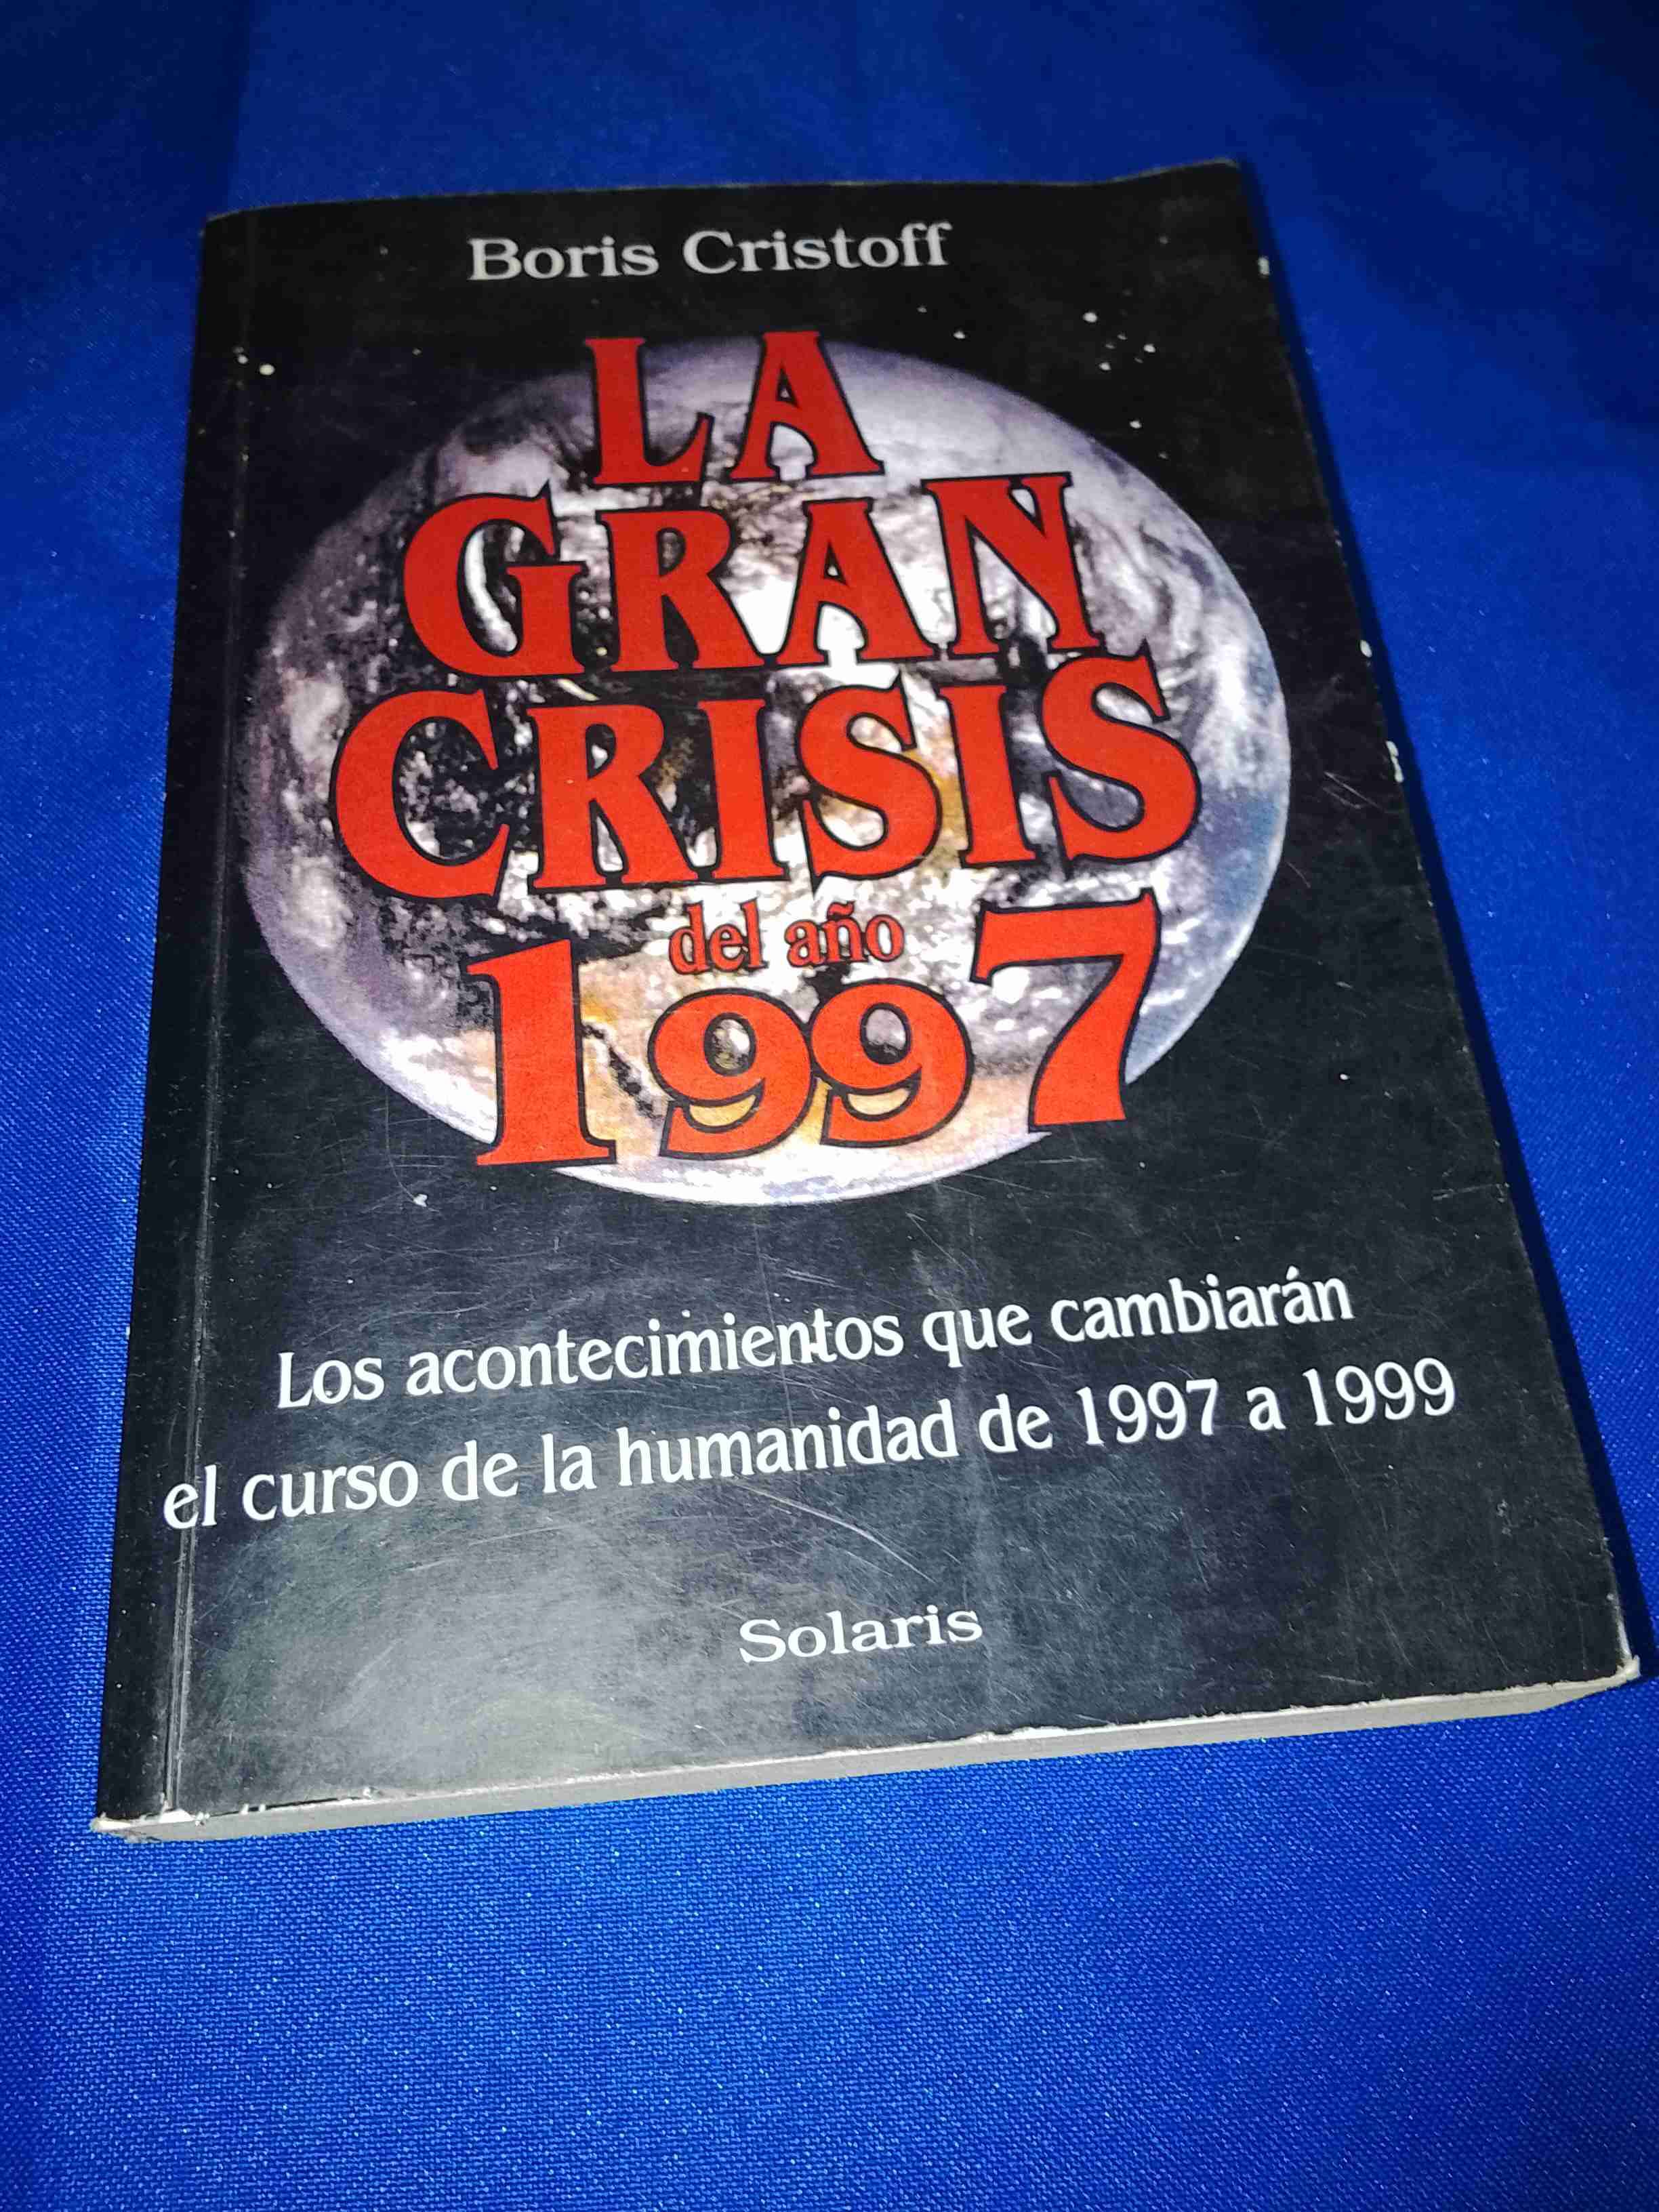 Boris Cristoff
LA
GRAN
CRISIS
del año
1997
Los acontecimientos que cambiarán
el curso de la humanidad de 1997 a 1999
Solaris